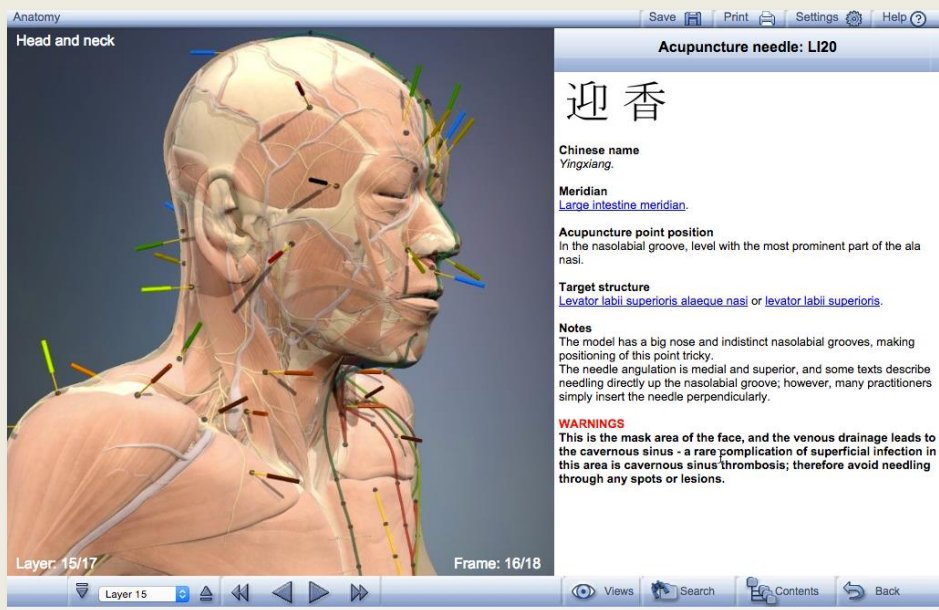 Anatomy
Save
Print
Settings
Help
Head and neck
Acupuncture needle: LI20
迎香
Chinese name
Yingxiang.
Meridian
Large intestine meridian.
Acupuncture point position
In the nasolabial groove, level with the most prominent part of the ala
nasi.
Target structure
Levator labii superioris alaeque nasi or levator labii superioris.
Notes
The model has a big nose and indistinct nasolabial grooves, making
positioning of this point tricky.
The needle angulation is medial and superior, and some texts describe
needling directly up the nasolabial groove; however, many practitioners
simply insert the needle perpendicularly.
WARNINGS
This is the mask area of the face, and the venous drainage leads to
the cavernous sinus - a rare complication of superficial infection in
this area is cavernous sinus thrombosis; therefore avoid needling
through any spots or lesions.
Layer: 15/17
Frame: 16/18
Layer 15
Views
Search
Contents
Back